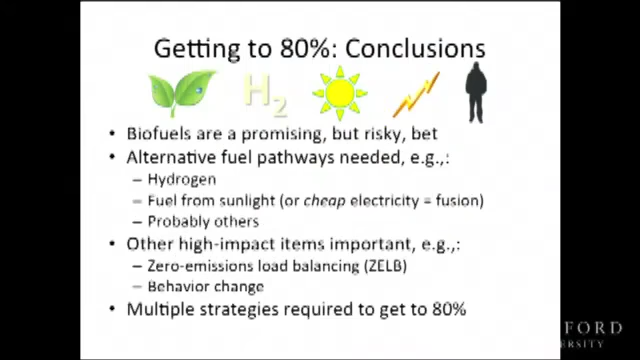 Getting to 80%: Conclusions
H2
• Biofuels are a promising, but risky, bet
• Alternative fuel pathways needed, e.g.,:
– Hydrogen
– Fuel from sunlight (or cheap electricity = fusion)
– Probably others
• Other high-impact items important, e.g.,:
– Zero-emissions load balancing (ZELB)
– Behavior change
• Multiple strategies required to get to 80%
FORD
ERSITY